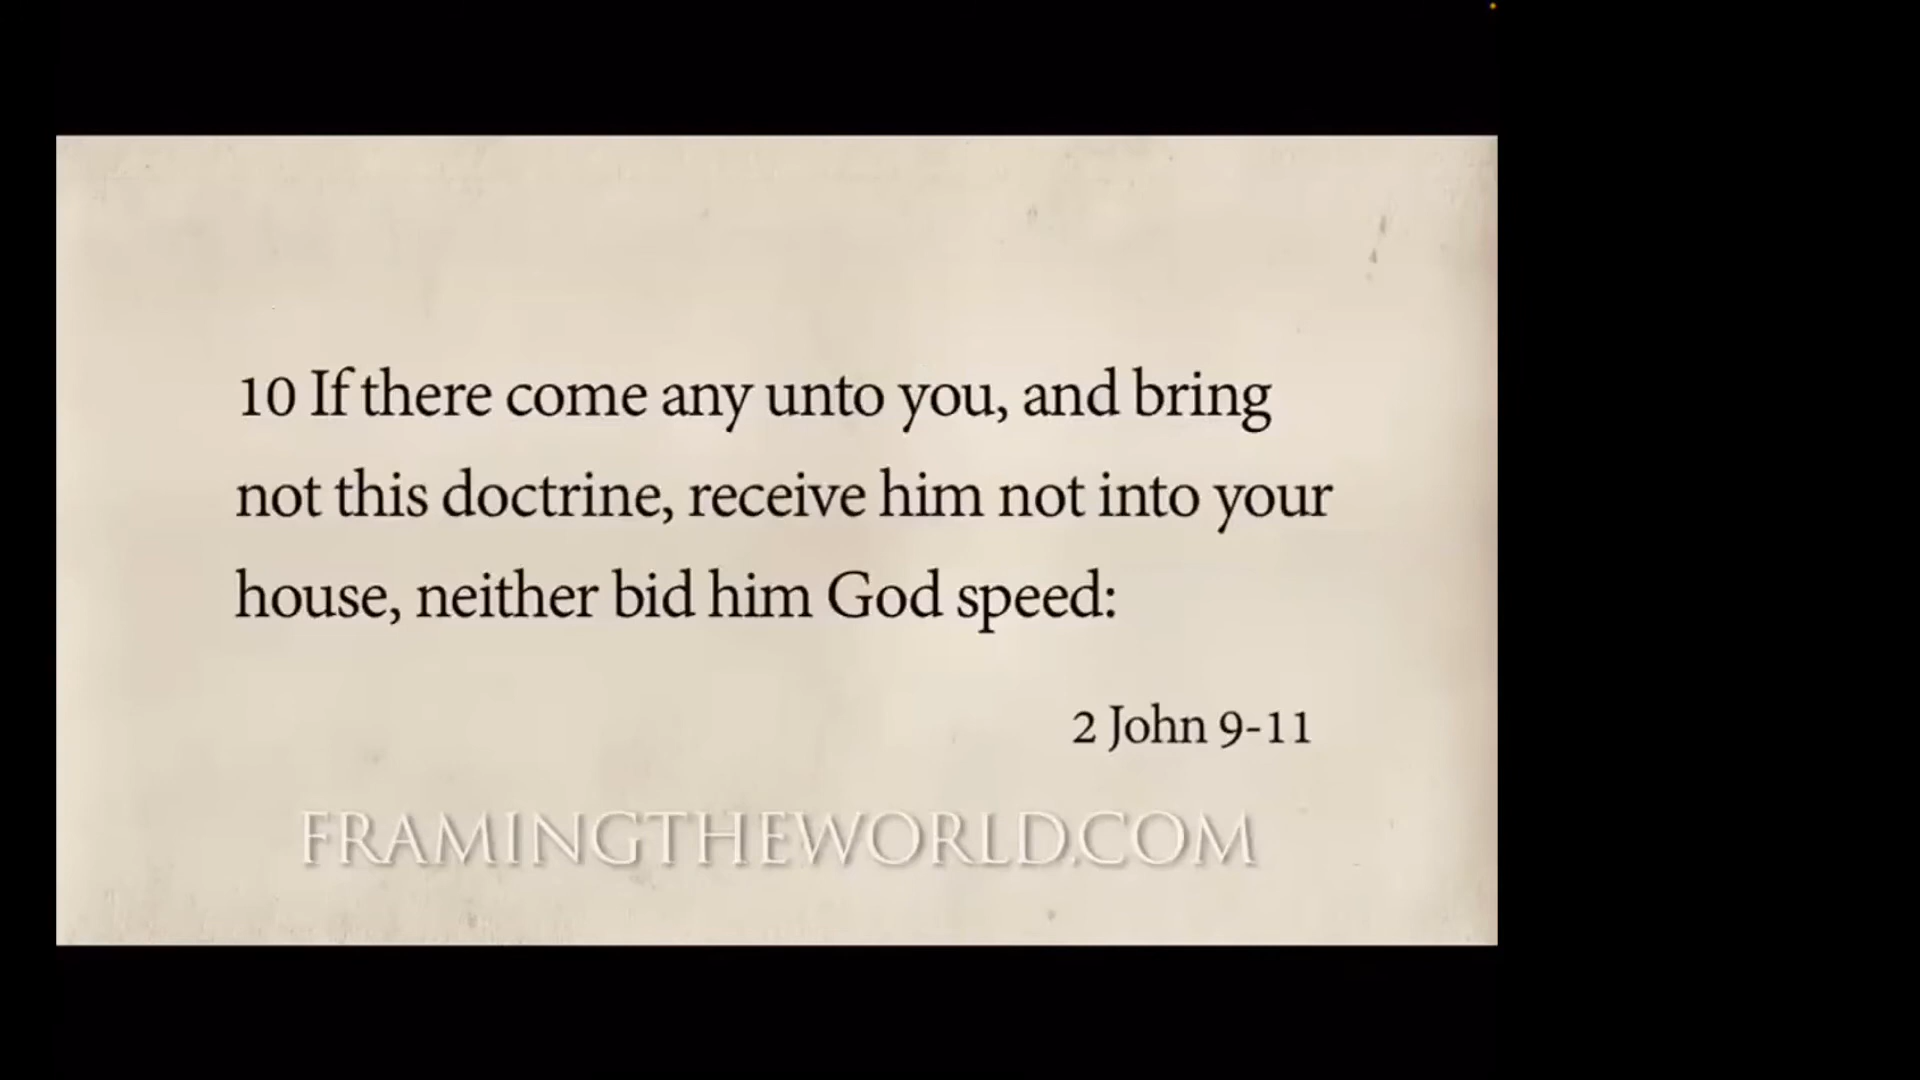 10 If there come any unto you, and bring
not this doctrine, receive him not into your
house, neither bid him God speed:
2 John 9-11
FRAMINGTHEWORLD.COM